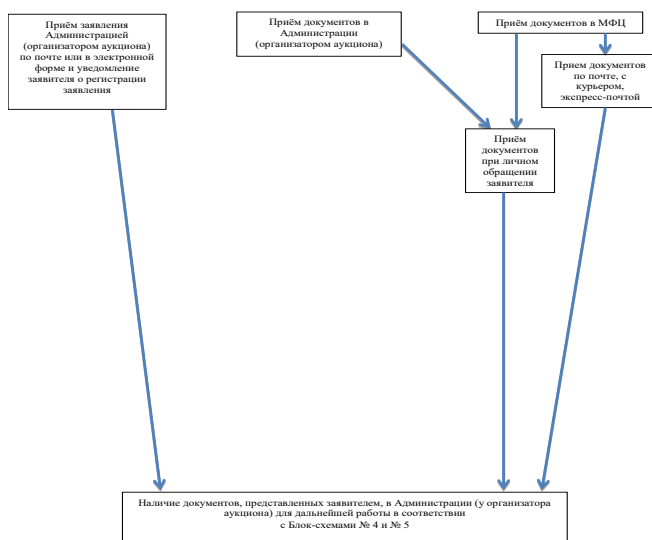 Приём заявления
Администрацией
(организатором аукциона)
по почте или в электронной
форме и уведомление
заявителя о регистрации
заявления
Приём документов в
Администрации
(организатором аукциона)
Приём документов в МФЦ
Прием документов
по почте, с
курьером,
экспресс-почтой
Приём
документов
при личном
обращении
заявителя
Наличие документов, представленных заявителем, в Администрации (у организатора
аукциона) для дальнейшей работы в соответствии
с Блок-схемами № 4 и № 5